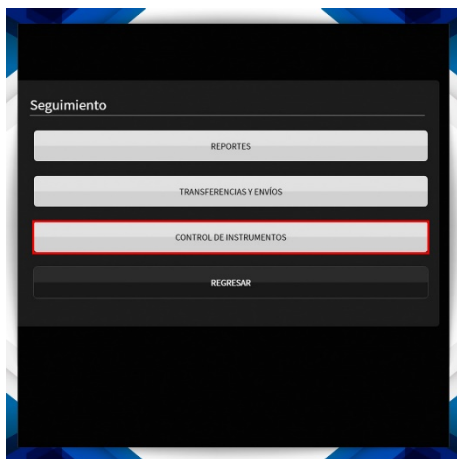 Seguimiento
REPORTES
TRANSFERENCIAS Y ENVÍOS
CONTROL DE INSTRUMENTOS
REGRESAR